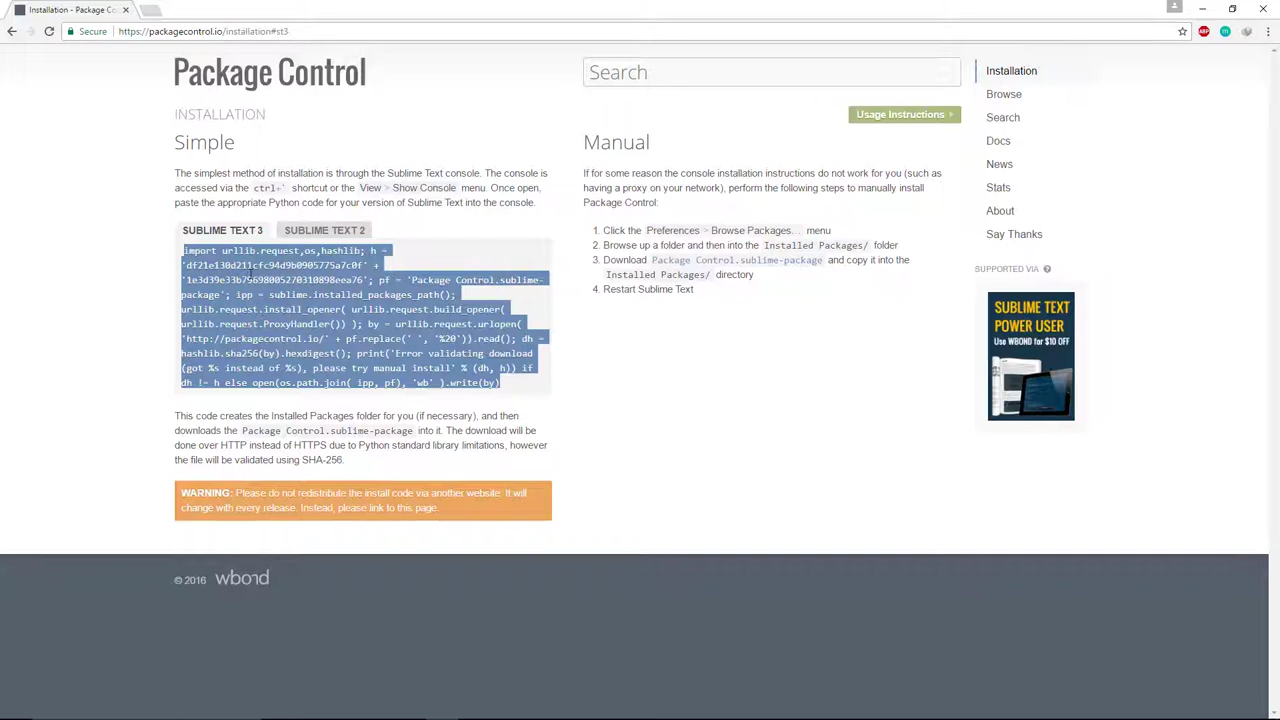 Installation - Package Co
Secure
https://packagecontrol.io/installation#st3
Package Control
Search
INSTALLATION
Usage Instructions
Simple
The simplest method of installation is through the Sublime Text console. The console is
accessed via the ctrl+` shortcut or the View > Show Console menu. Once open,
paste the appropriate Python code for your version of Sublime Text into the console.
SUBLIME TEXT 3
SUBLIME TEXT 2
import urllib.request,os,hashlib; h =
'df21e130d211cfc94d9b0905775a7c0f' +
'1e3d39e33b79698005270310898eea76'; pf = 'Package Control.sublime-
package'; ipp = sublime.installed_packages_path();
urllib.request.install_opener( urllib.request.build_opener(
urllib.request.ProxyHandler()) ); by = urllib.request.urlopen(
'http://packagecontrol.io/' + pf.replace(' ', '%20')).read(); dh =
hashlib.sha256(by).hexdigest(); print('Error validating download
(got %s instead of %s), please try manual install' % (dh, h)) if
dh != h else open(os.path.join( ipp, pf), 'wb' ).write(by)
This code creates the Installed Packages folder for you (if necessary), and then
downloads the Package Control.sublime-package into it. The download will be
done over HTTP instead of HTTPS due to Python standard library limitations, however
the file will be validated using SHA-256.
WARNING: Please do not redistribute the install code via another website. It will
change with every release. Instead, please link to this page.
Manual
If for some reason the console installation instructions do not work for you (such as
having a proxy on your network), perform the following steps to manually install
Package Control:
1. Click the Preferences > Browse Packages… menu
2. Browse up a folder and then into the Installed Packages/ folder
3. Download Package Control.sublime-package and copy it into the
Installed Packages/ directory
4. Restart Sublime Text
Installation
Browse
Search
Docs
News
Stats
About
Say Thanks
SUPPORTED VIA
SUBLIME TEXT
POWER USER
Use WBOND for $10 OFF
© 2016 wbond